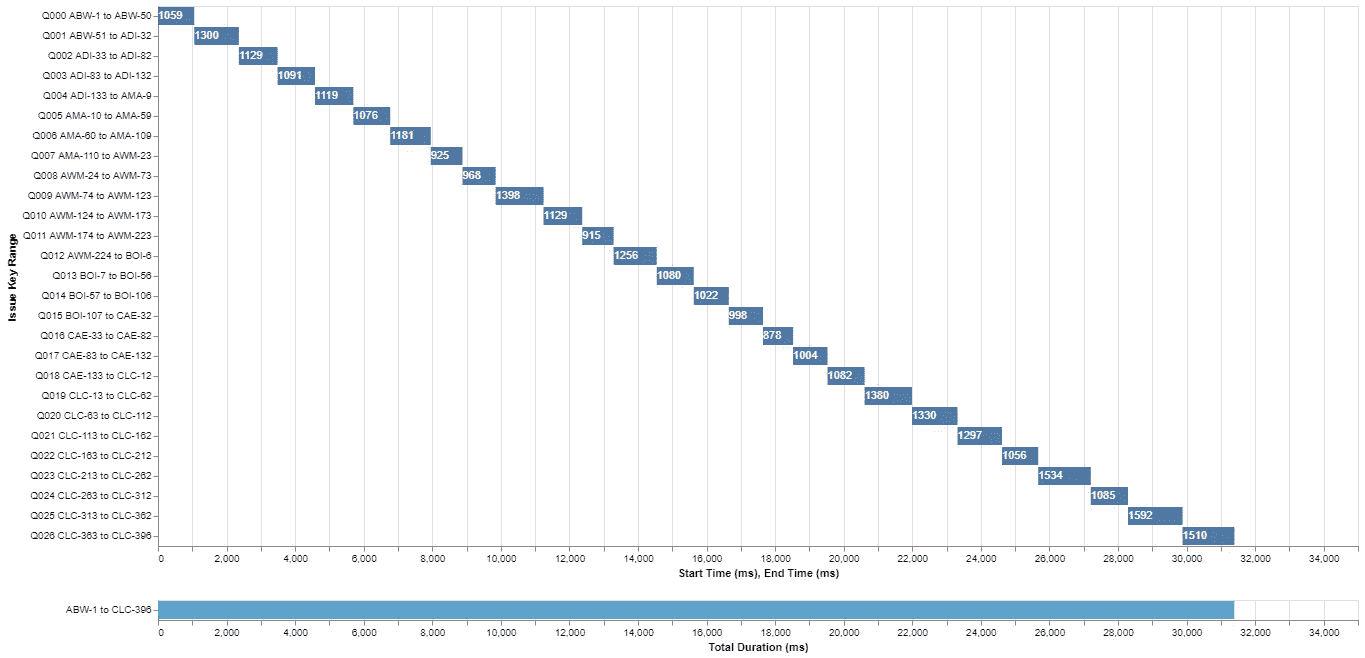 Q000 ABW-1 to ABW-50 1059
Q001 ABW-51 to ADI-32 1300
Q002 ADI-33 to ADI-82 1129
Q003 ADI-83 to ADI-132 1091
Q004 ADI-133 to AMA-9 1119
Q005 AMA-10 to AMA-59 1076
Q006 AMA-60 to AMA-109 1181
Q007 AMA-110 to AWM-23 925
Q008 AWM-24 to AWM-73 968
Q009 AWM-74 to AWM-123 1398
Q010 AWM-124 to AWM-173 1129
Q011 AWM-174 to AWM-223 915
Q012 AWM-224 to BOI-6 1256
Q013 BOI-7 to BOI-56 1080
Q014 BOI-57 to BOI-106 1022
Q015 BOI-107 to CAE-32 998
Q016 CAE-33 to CAE-82 878
Q017 CAE-83 to CAE-132 1004
Q018 CAE-133 to CLC-12 1082
Q019 CLC-13 to CLC-62 1380
Q020 CLC-63 to CLC-112 1330
Q021 CLC-113 to CLC-162 1297
Q022 CLC-163 to CLC-212 1056
Q023 CLC-213 to CLC-262 1534
Q024 CLC-263 to CLC-312 1085
Q025 CLC-313 to CLC-362 1592
Q026 CLC-363 to CLC-396 1510
Issue Key Range
0 2,000 4,000 6,000 8,000 10,000 12,000 14,000 16,000 18,000 20,000 22,000 24,000 26,000 28,000 30,000 32,000 34,000
Start Time (ms), End Time (ms)
ABW-1 to CLC-396
0 2,000 4,000 6,000 8,000 10,000 12,000 14,000 16,000 18,000 20,000 22,000 24,000 26,000 28,000 30,000 32,000 34,000
Total Duration (ms)